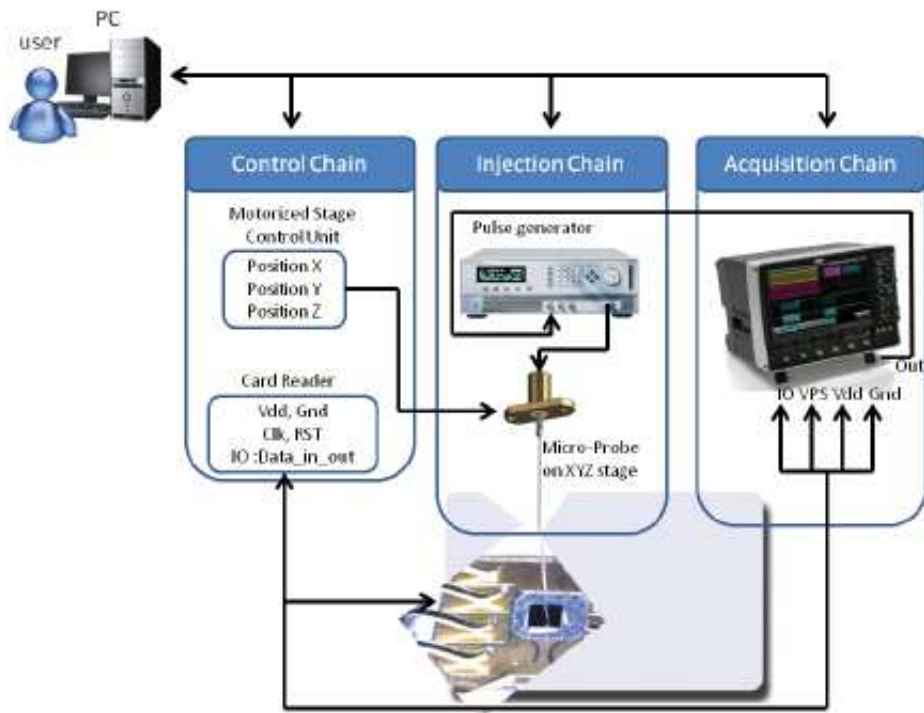 PC
user
Control Chain
Injection Chain
Acquisition Chain
Motorized Stage
Control Unit
Position X
Position Y
Position Z
Pulse generator
Out
Card Reader
Vdd, Gnd
Clk, RST
IO :Data_in_out
IO VPS Vdd Gnd
Micro-Probe
on XYZ stage